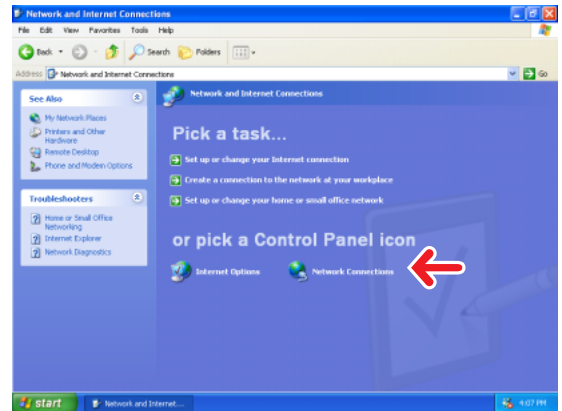 Network and Internet Connections
File Edit View Favorites Tools Help
Back Search Folders
Address Network and Internet Connections Go
See Also
My Network Places
Printers and Other
Hardware
Remote Desktop
Phone and Modem Options
Troubleshooters
Home or Small Office
Networking
Internet Explorer
Network Diagnostics
Network and Internet Connections
Pick a task...
Set up or change your Internet connection
Create a connection to the network at your workplace
Set up or change your home or small office network
or pick a Control Panel icon
Internet Options Network Connections
start Network and Internet... 4:07 PM